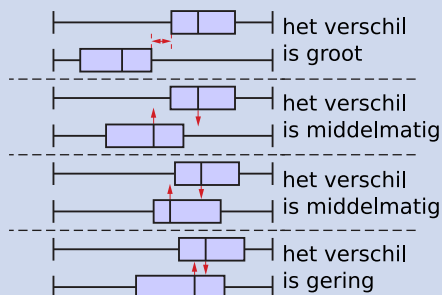 het verschil
is groot
het verschil
is middelmatig
het verschil
is middelmatig
het verschil
is gering